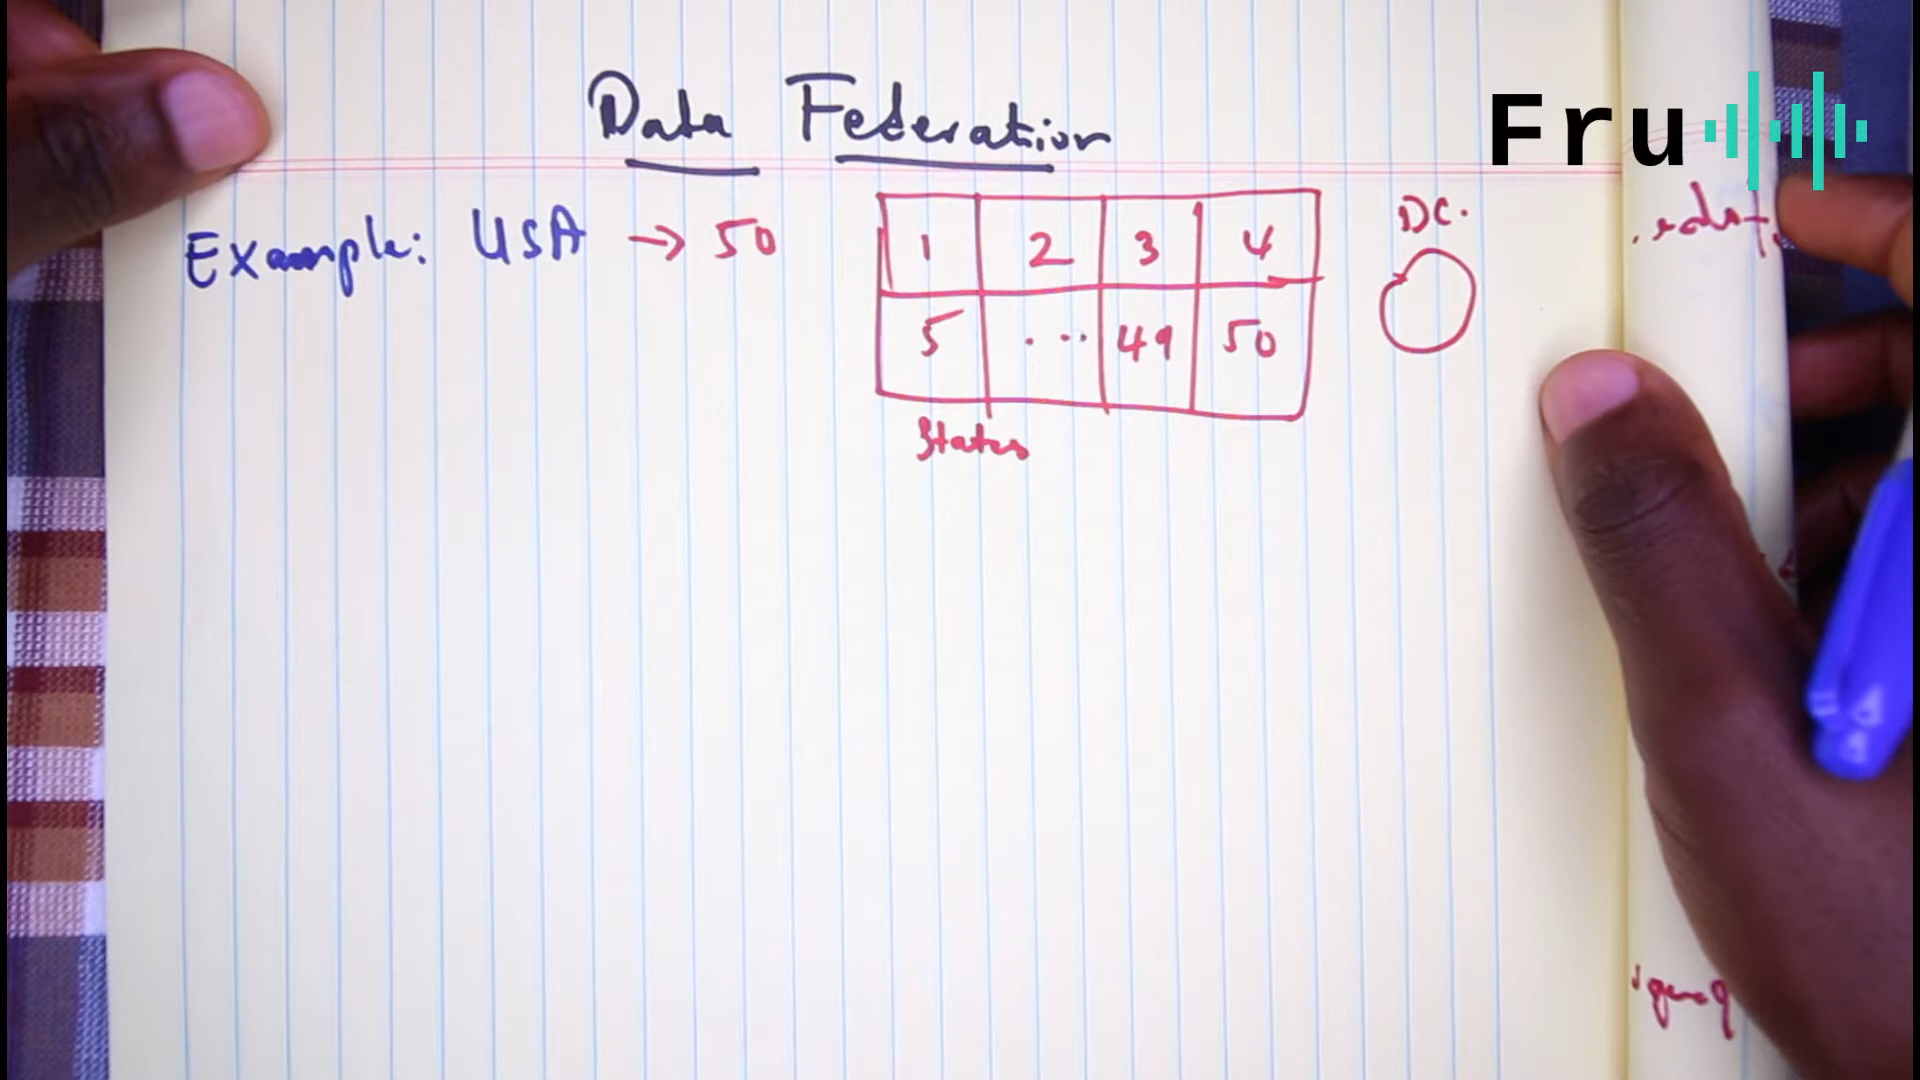 Data Federation
Fru
Example: USA → 50
1 2 3 4
DC.
5 ... 49 50
States